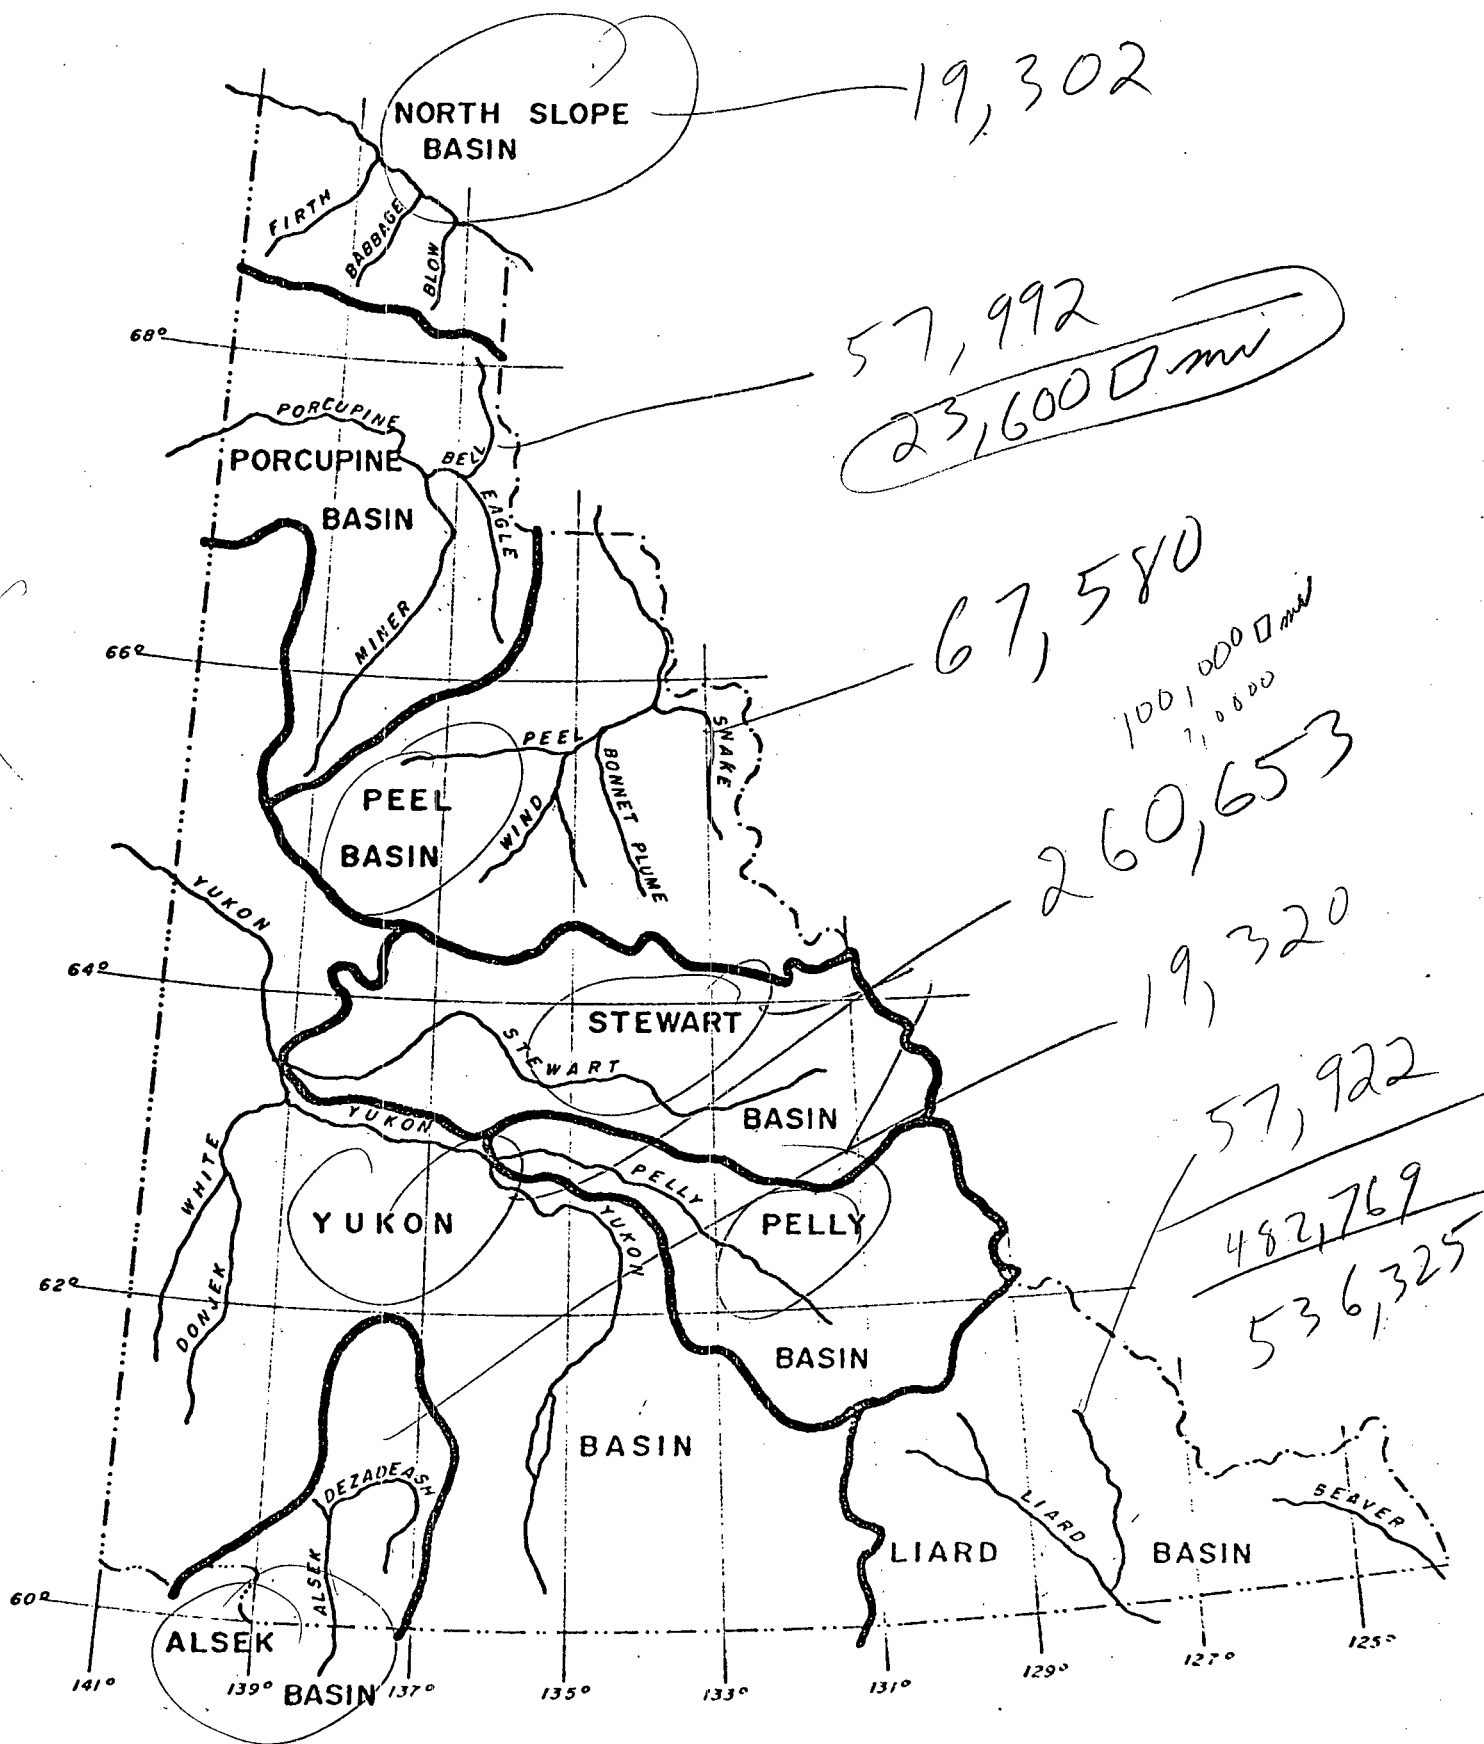 19,302
NORTH SLOPE
BASIN
FIRTH
BABBAGE
BLOW
57,992
23,600 □ mi
68°
PORCUPINE
PORCUPINE
BELL
BASIN
EAGLE
67,580
MINER
66°
100,000 □ mi
260,653
PEEL
SNAKE
BONNET PLUME
WIND
PEEL
BASIN
YUKON
19,320
64°
STEWART
STEWART
BASIN
57,922
YUKON
482,769
536,325
WHITE
PELLY
YUKON
PELLY
YUKON
62°
DONJEK
BASIN
BASIN
DEZADEASH
LIARD
BEAVER
LIARD
BASIN
ALSEK
60°
ALSEK
BASIN
141°
139°
137°
135°
133°
131°
129°
127°
125°